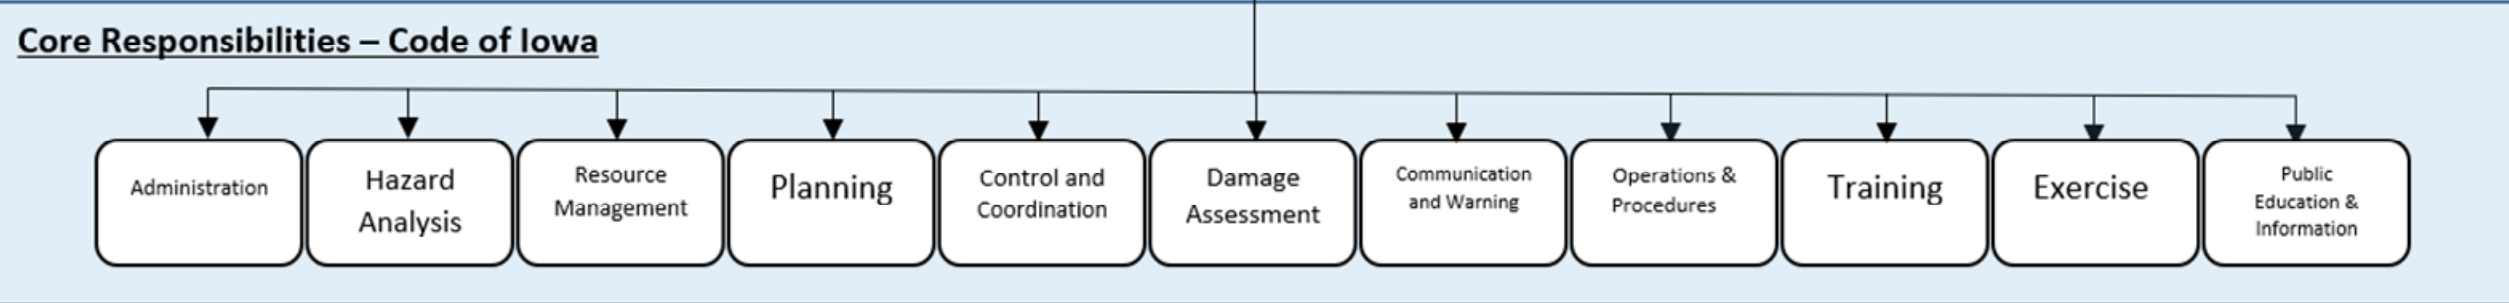 Core Responsibilities – Code of Iowa
Administration
Hazard
Analysis
Resource
Management
Planning
Control and
Coordination
Damage
Assessment
Communication
and Warning
Operations &
Procedures
Training
Exercise
Public
Education &
Information